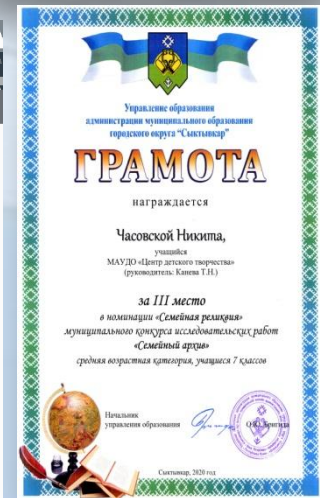 Управление образования
администрации муниципального образования
городского округа "Сыктывкар"
ГРАМОТА
награждается
Часовской Никита,
учащийся
МАУДО «Центр детского творчества»
(руководитель: Канева Т.Н.)
за III место
в номинации «Семейная реликвия»
муниципального конкурса исследовательских работ
«Семейный архив»
средняя возрастная категория, учащиеся 7 классов
Начальник
управления образования
О.Ю. Бригида
Сыктывкар, 2020 год